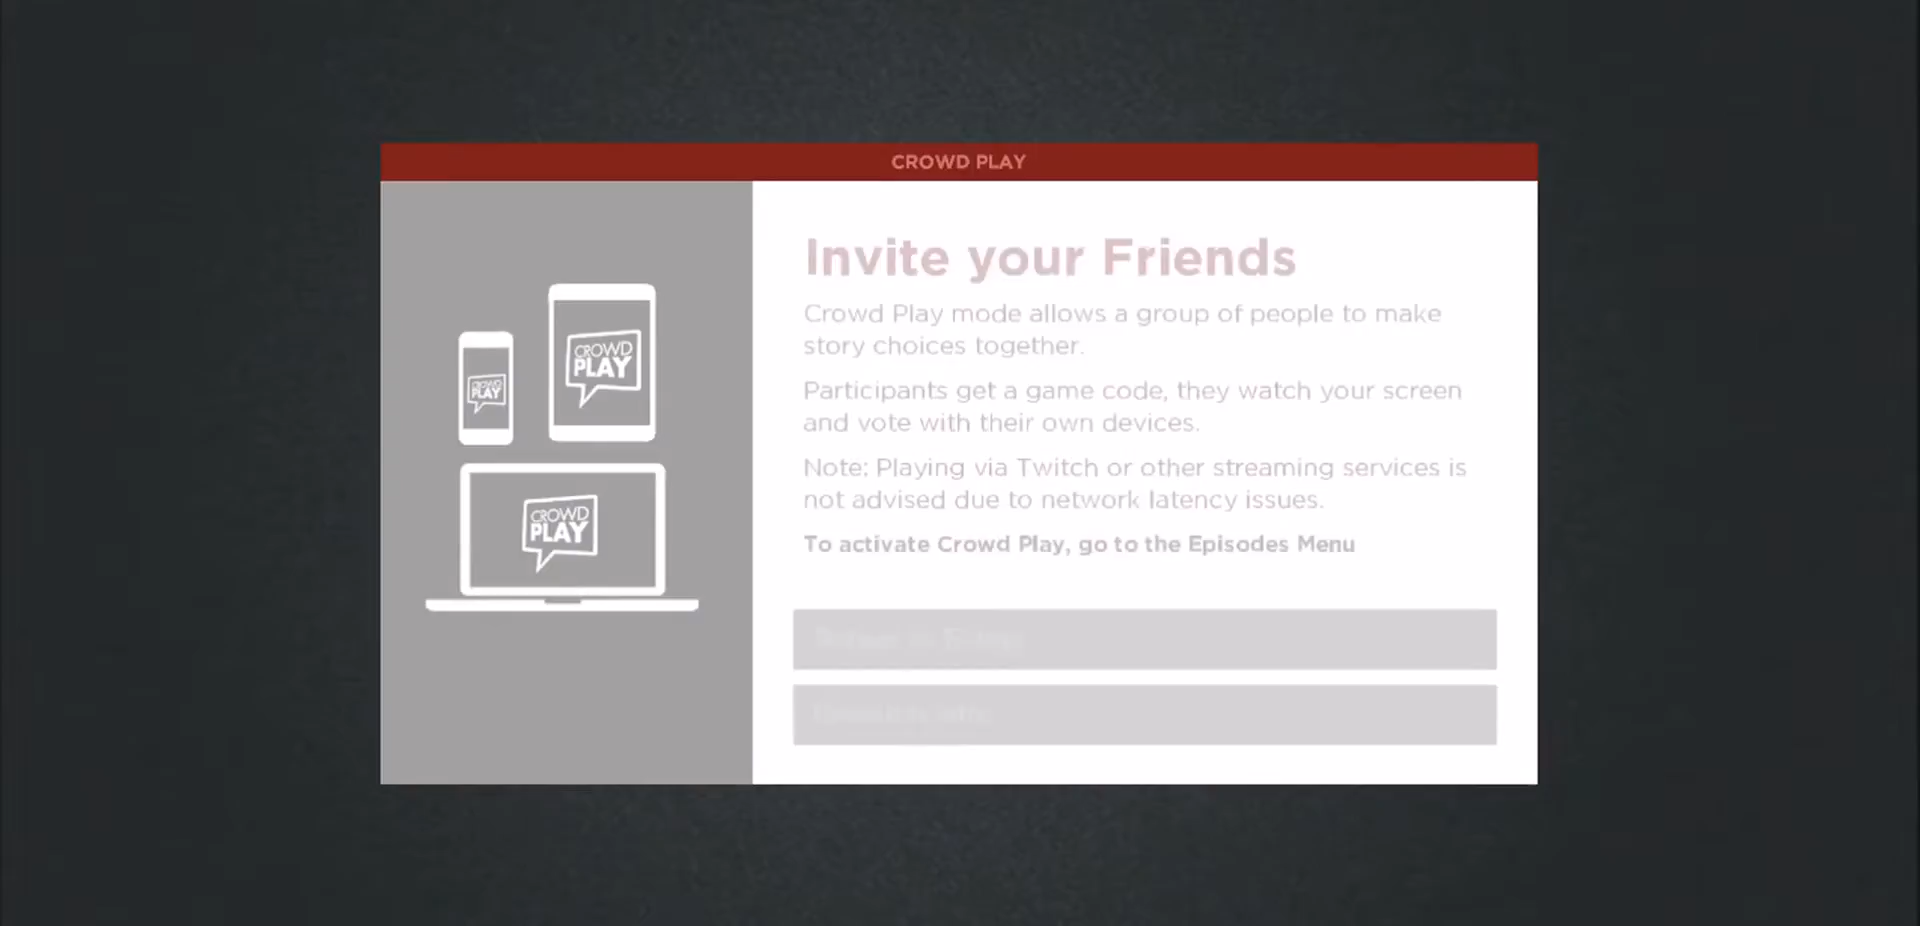 CROWD PLAY
Invite your Friends
Crowd Play mode allows a group of people to make
story choices together.
Participants get a game code, they watch your screen
and vote with their own devices.
Note: Playing via Twitch or other streaming services is
not advised due to network latency issues.
To activate Crowd Play, go to the Episodes Menu
CROWD
PLAY
CROWD
PLAY
CROWD
PLAY